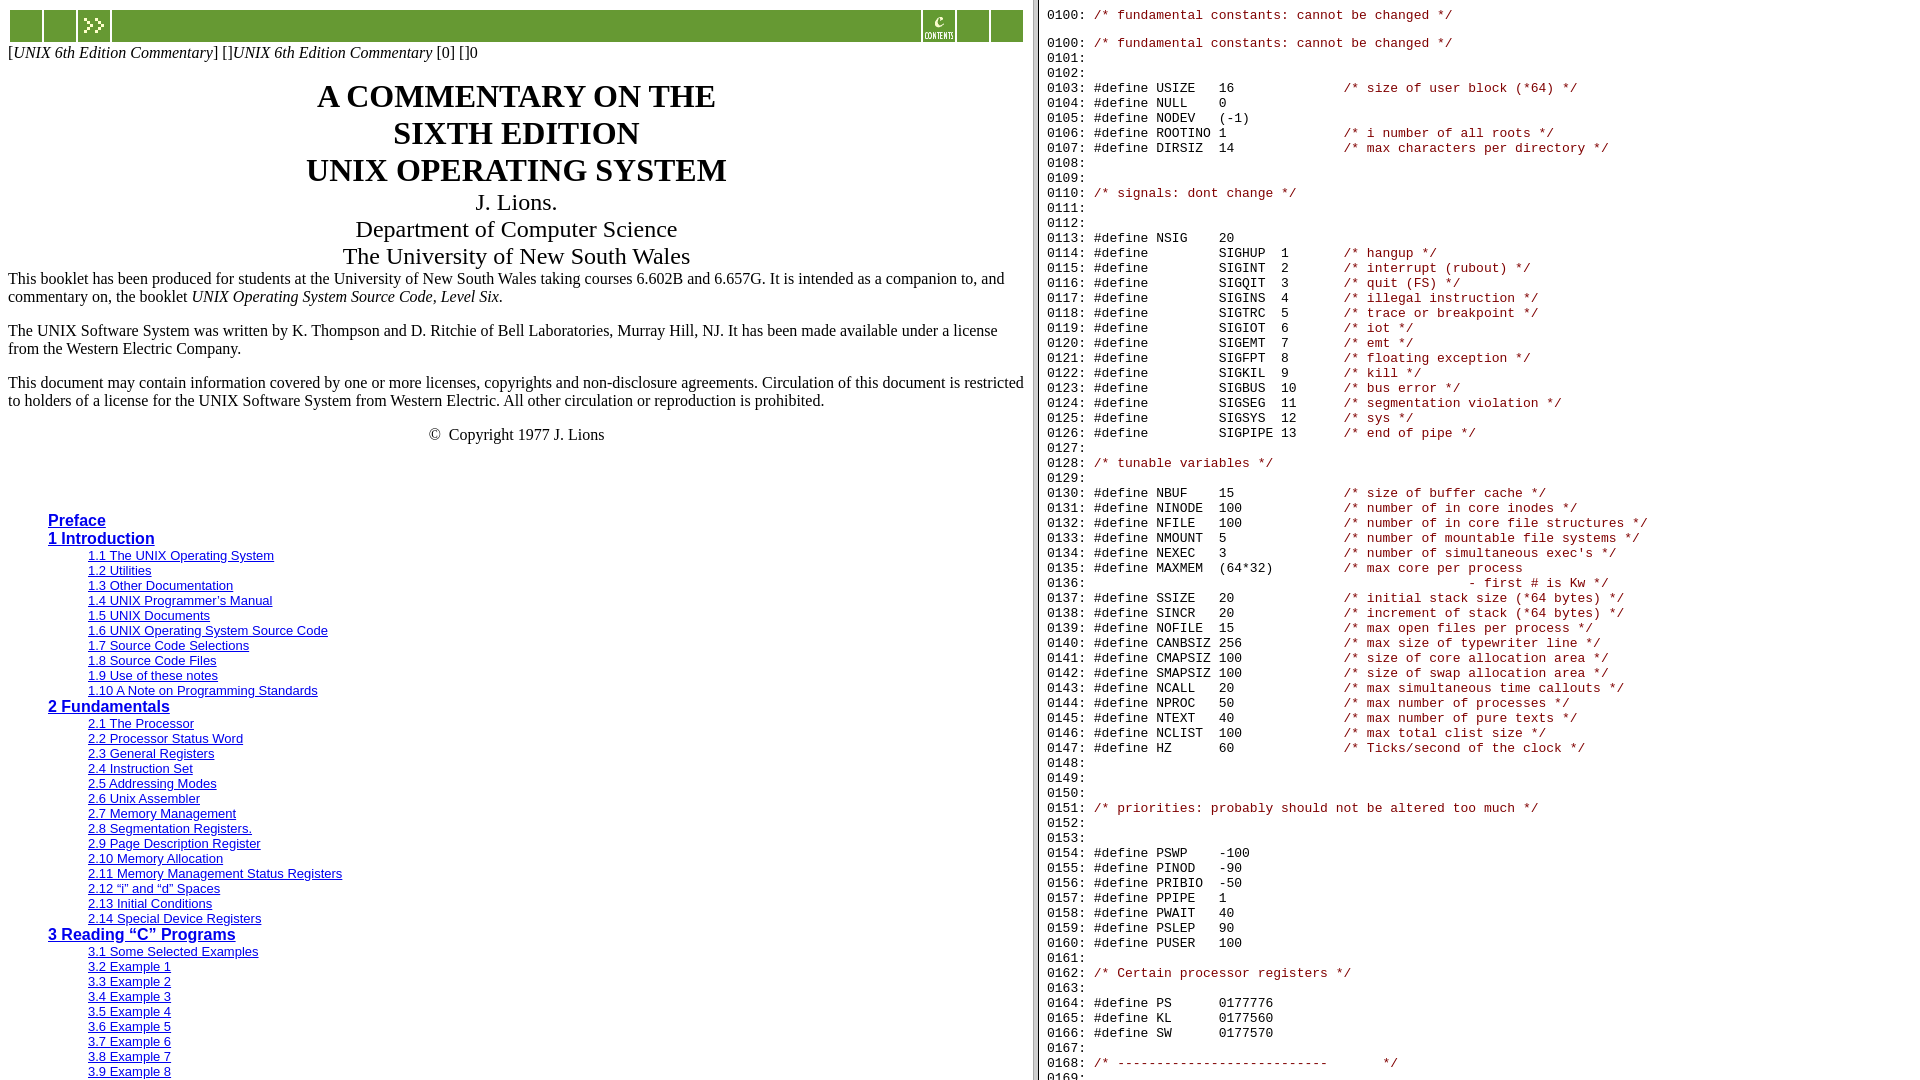 C
CONTENTS
[UNIX 6th Edition Commentary] []UNIX 6th Edition Commentary [0] []0
A COMMENTARY ON THE
SIXTH EDITION
UNIX OPERATING SYSTEM
J. Lions.
Department of Computer Science
The University of New South Wales
This booklet has been produced for students at the University of New South Wales taking courses 6.602B and 6.657G. It is intended as a companion to, and
commentary on, the booklet UNIX Operating System Source Code, Level Six.
The UNIX Software System was written by K. Thompson and D. Ritchie of Bell Laboratories, Murray Hill, NJ. It has been made available under a license
from the Western Electric Company.
This document may contain information covered by one or more licenses, copyrights and non-disclosure agreements. Circulation of this document is restricted
to holders of a license for the UNIX Software System from Western Electric. All other circulation or reproduction is prohibited.
© Copyright 1977 J. Lions
Preface
1 Introduction
1.1 The UNIX Operating System
1.2 Utilities
1.3 Other Documentation
1.4 UNIX Programmer’s Manual
1.5 UNIX Documents
1.6 UNIX Operating System Source Code
1.7 Source Code Selections
1.8 Source Code Files
1.9 Use of these notes
1.10 A Note on Programming Standards
2 Fundamentals
2.1 The Processor
2.2 Processor Status Word
2.3 General Registers
2.4 Instruction Set
2.5 Addressing Modes
2.6 Unix Assembler
2.7 Memory Management
2.8 Segmentation Registers.
2.9 Page Description Register
2.10 Memory Allocation
2.11 Memory Management Status Registers
2.12 “i” and “d” Spaces
2.13 Initial Conditions
2.14 Special Device Registers
3 Reading “C” Programs
3.1 Some Selected Examples
3.2 Example 1
3.3 Example 2
3.4 Example 3
3.5 Example 4
3.6 Example 5
3.7 Example 6
3.8 Example 7
3.9 Example 8
0100: /* fundamental constants: cannot be changed */
0100: /* fundamental constants: cannot be changed */
0101:
0102:
0103: #define USIZE   16              /* size of user block (*64) */
0104: #define NULL    0
0105: #define NODEV   (-1)
0106: #define ROOTINO 1               /* i number of all roots */
0107: #define DIRSIZ  14              /* max characters per directory */
0108:
0109:
0110: /* signals: dont change */
0111:
0112:
0113: #define NSIG    20
0114: #define         SIGHUP  1       /* hangup */
0115: #define         SIGINT  2       /* interrupt (rubout) */
0116: #define         SIGQIT  3       /* quit (FS) */
0117: #define         SIGINS  4       /* illegal instruction */
0118: #define         SIGTRC  5       /* trace or breakpoint */
0119: #define         SIGIOT  6       /* iot */
0120: #define         SIGEMT  7       /* emt */
0121: #define         SIGFPT  8       /* floating exception */
0122: #define         SIGKIL  9       /* kill */
0123: #define         SIGBUS  10      /* bus error */
0124: #define         SIGSEG  11      /* segmentation violation */
0125: #define         SIGSYS  12      /* sys */
0126: #define         SIGPIPE 13      /* end of pipe */
0127:
0128: /* tunable variables */
0129:
0130: #define NBUF    15              /* size of buffer cache */
0131: #define NINODE  100             /* number of in core inodes */
0132: #define NFILE   100             /* number of in core file structures */
0133: #define NMOUNT  5               /* number of mountable file systems */
0134: #define NEXEC   3               /* number of simultaneous exec's */
0135: #define MAXMEM  (64*32)         /* max core per process
0136:                                                 - first # is Kw */
0137: #define SSIZE   20              /* initial stack size (*64 bytes) */
0138: #define SINCR   20              /* increment of stack (*64 bytes) */
0139: #define NOFILE  15              /* max open files per process */
0140: #define CANBSIZ 256             /* max size of typewriter line */
0141: #define CMAPSIZ 100             /* size of core allocation area */
0142: #define SMAPSIZ 100             /* size of swap allocation area */
0143: #define NCALL   20              /* max simultaneous time callouts */
0144: #define NPROC   50              /* max number of processes */
0145: #define NTEXT   40              /* max number of pure texts */
0146: #define NCLIST  100             /* max total clist size */
0147: #define HZ      60              /* Ticks/second of the clock */
0148:
0149:
0150:
0151: /* priorities: probably should not be altered too much */
0152:
0153:
0154: #define PSWP    -100
0155: #define PINOD   -90
0156: #define PRIBIO  -50
0157: #define PPIPE   1
0158: #define PWAIT   40
0159: #define PSLEP   90
0160: #define PUSER   100
0161:
0162: /* Certain processor registers */
0163:
0164: #define PS      0177776
0165: #define KL      0177560
0166: #define SW      0177570
0167:
0168: /* ---------------------------       */
0169: